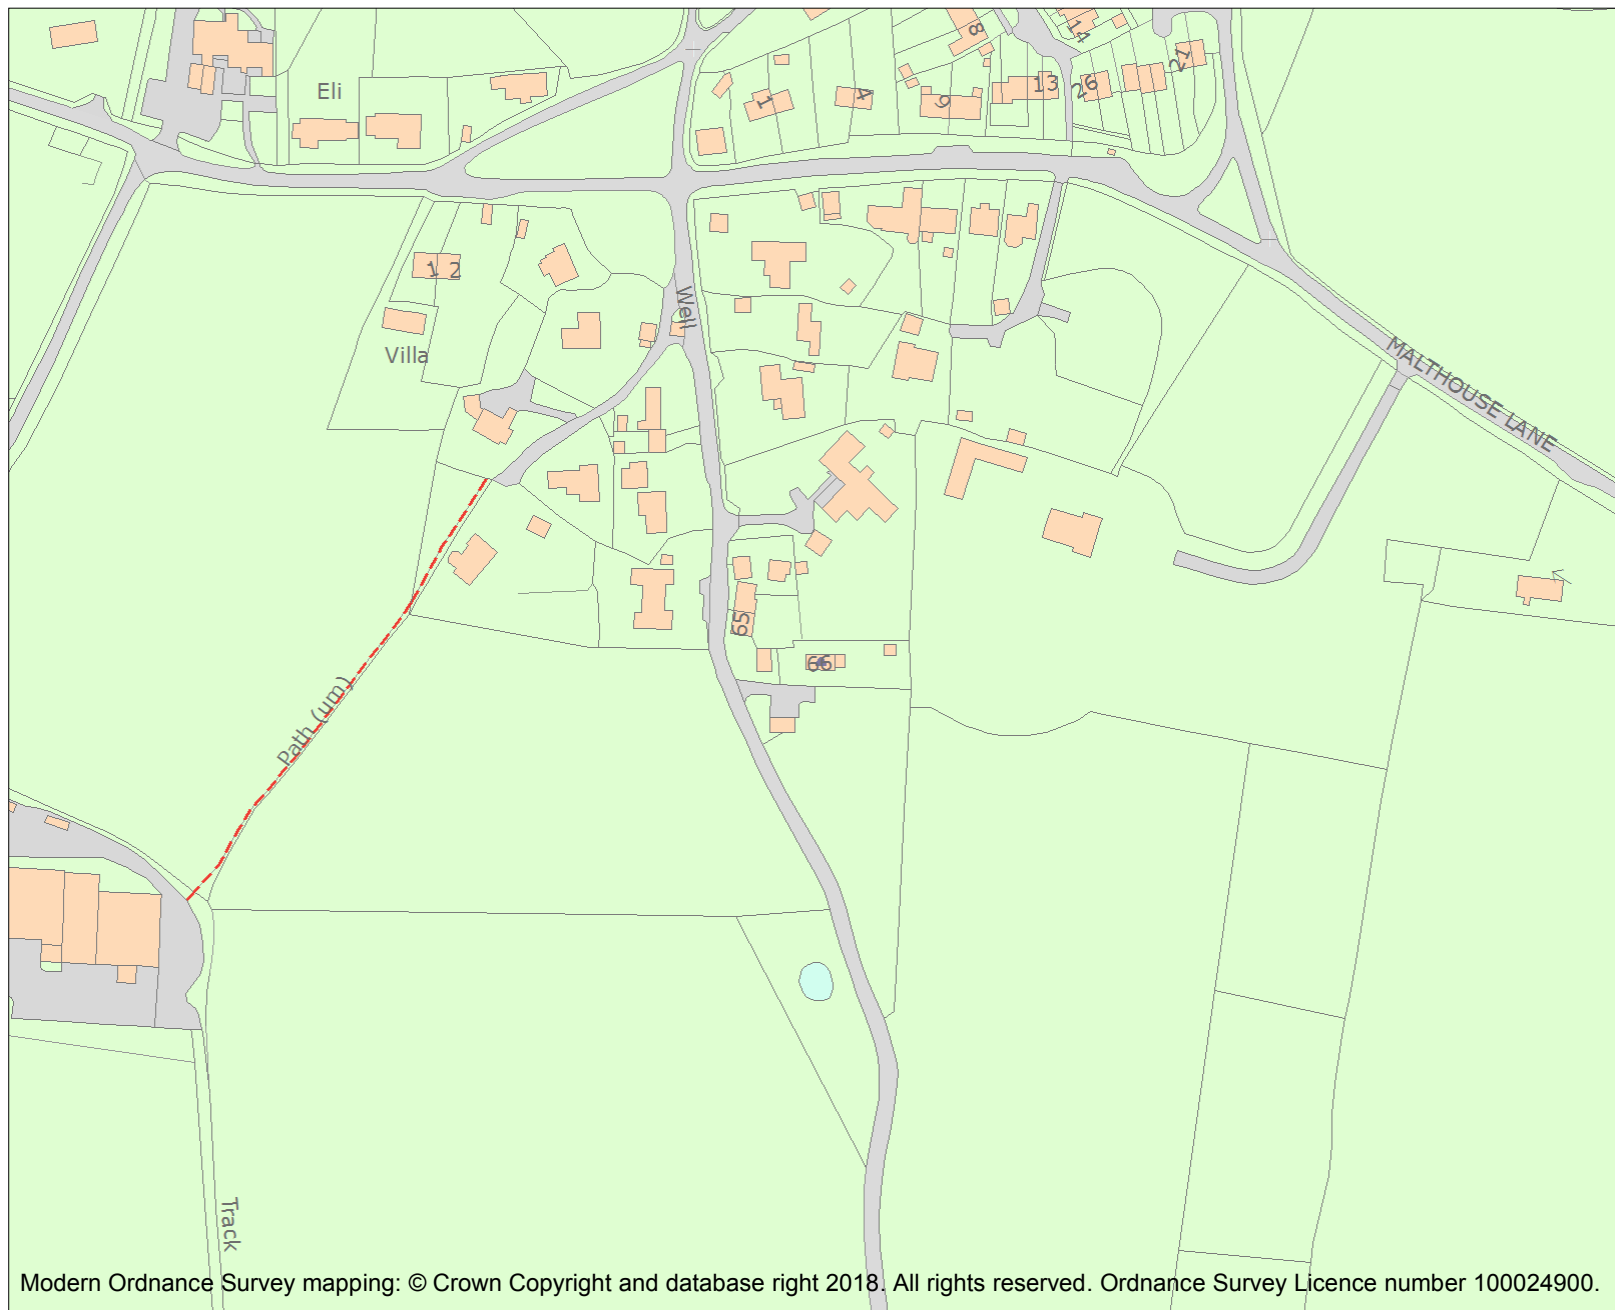 8
14
21
Eli
1
4
9
13
26
1 2
Well
Villa
MALTHOUSE LANE
65
66
Path (um)
Track
Modern Ordnance Survey mapping: © Crown Copyright and database right 2018. All rights reserved. Ordnance Survey Licence number 100024900.